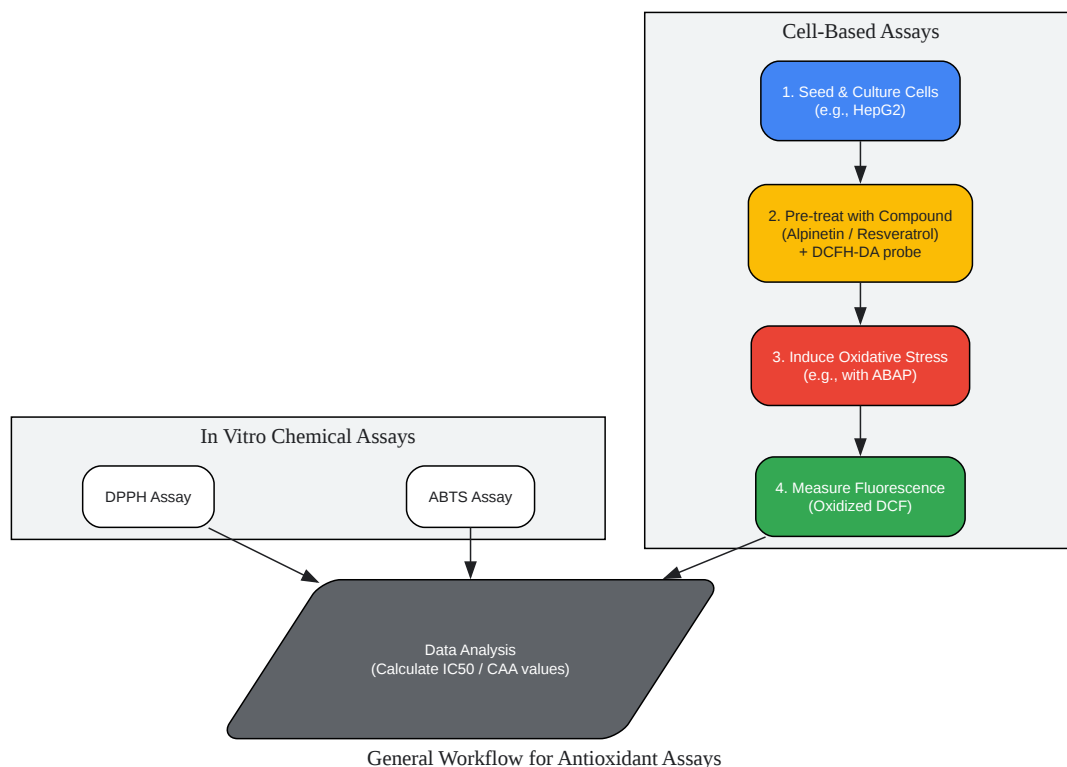 Cell-Based Assays
1. Seed & Culture Cells
(e.g., HepG2)
2. Pre-treat with Compound
(Alpinetin / Resveratrol)
+ DCFH-DA probe
3. Induce Oxidative Stress
(e.g., with ABAP)
4. Measure Fluorescence
(Oxidized DCF)
In Vitro Chemical Assays
DPPH Assay
ABTS Assay
Data Analysis
(Calculate IC50 / CAA values)
General Workflow for Antioxidant Assays